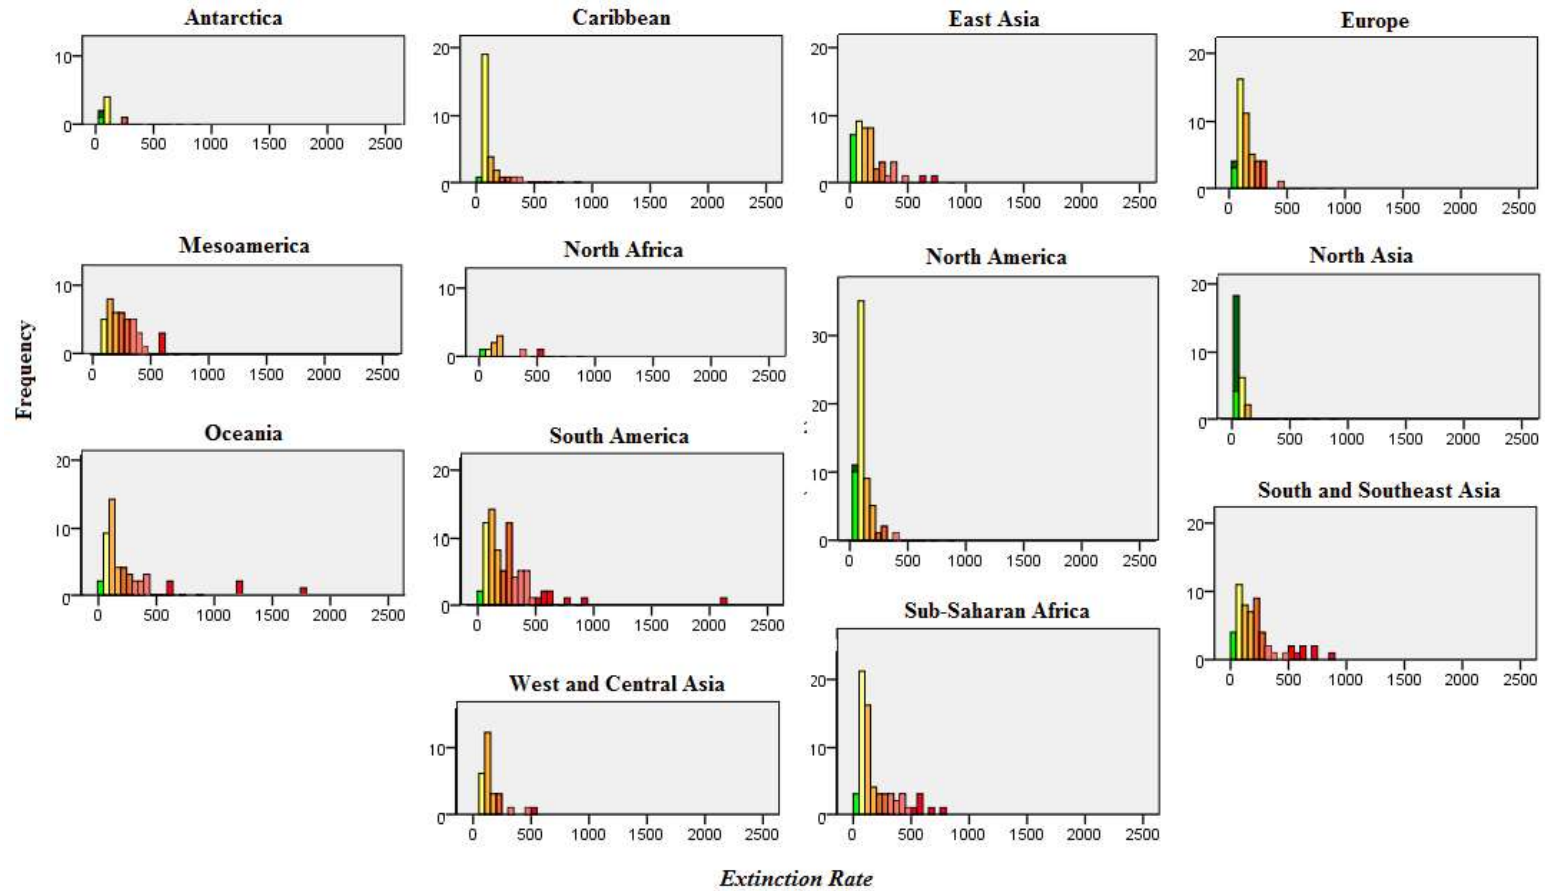 Antarctica
10
0
0 500 1000 1500 2000 2500
Caribbean
20
10
0
0 500 1000 1500 2000 2500
East Asia
20
10
0
0 500 1000 1500 2000 2500
Europe
20
10
0
0 500 1000 1500 2000 2500
Mesoamerica
10
0
0 500 1000 1500 2000 2500
North Africa
10
0
0 500 1000 1500 2000 2500
North America
30
20
10
0
0 500 1000 1500 2000 2500
North Asia
20
10
0
0 500 1000 1500 2000 2500
Frequency
Oceania
20
10
0
0 500 1000 1500 2000 2500
South America
20
10
0
0 500 1000 1500 2000 2500
South and Southeast Asia
20
10
0
0 500 1000 1500 2000 2500
West and Central Asia
10
0
0 500 1000 1500 2000 2500
Sub-Saharan Africa
20
10
0
0 500 1000 1500 2000 2500
Extinction Rate